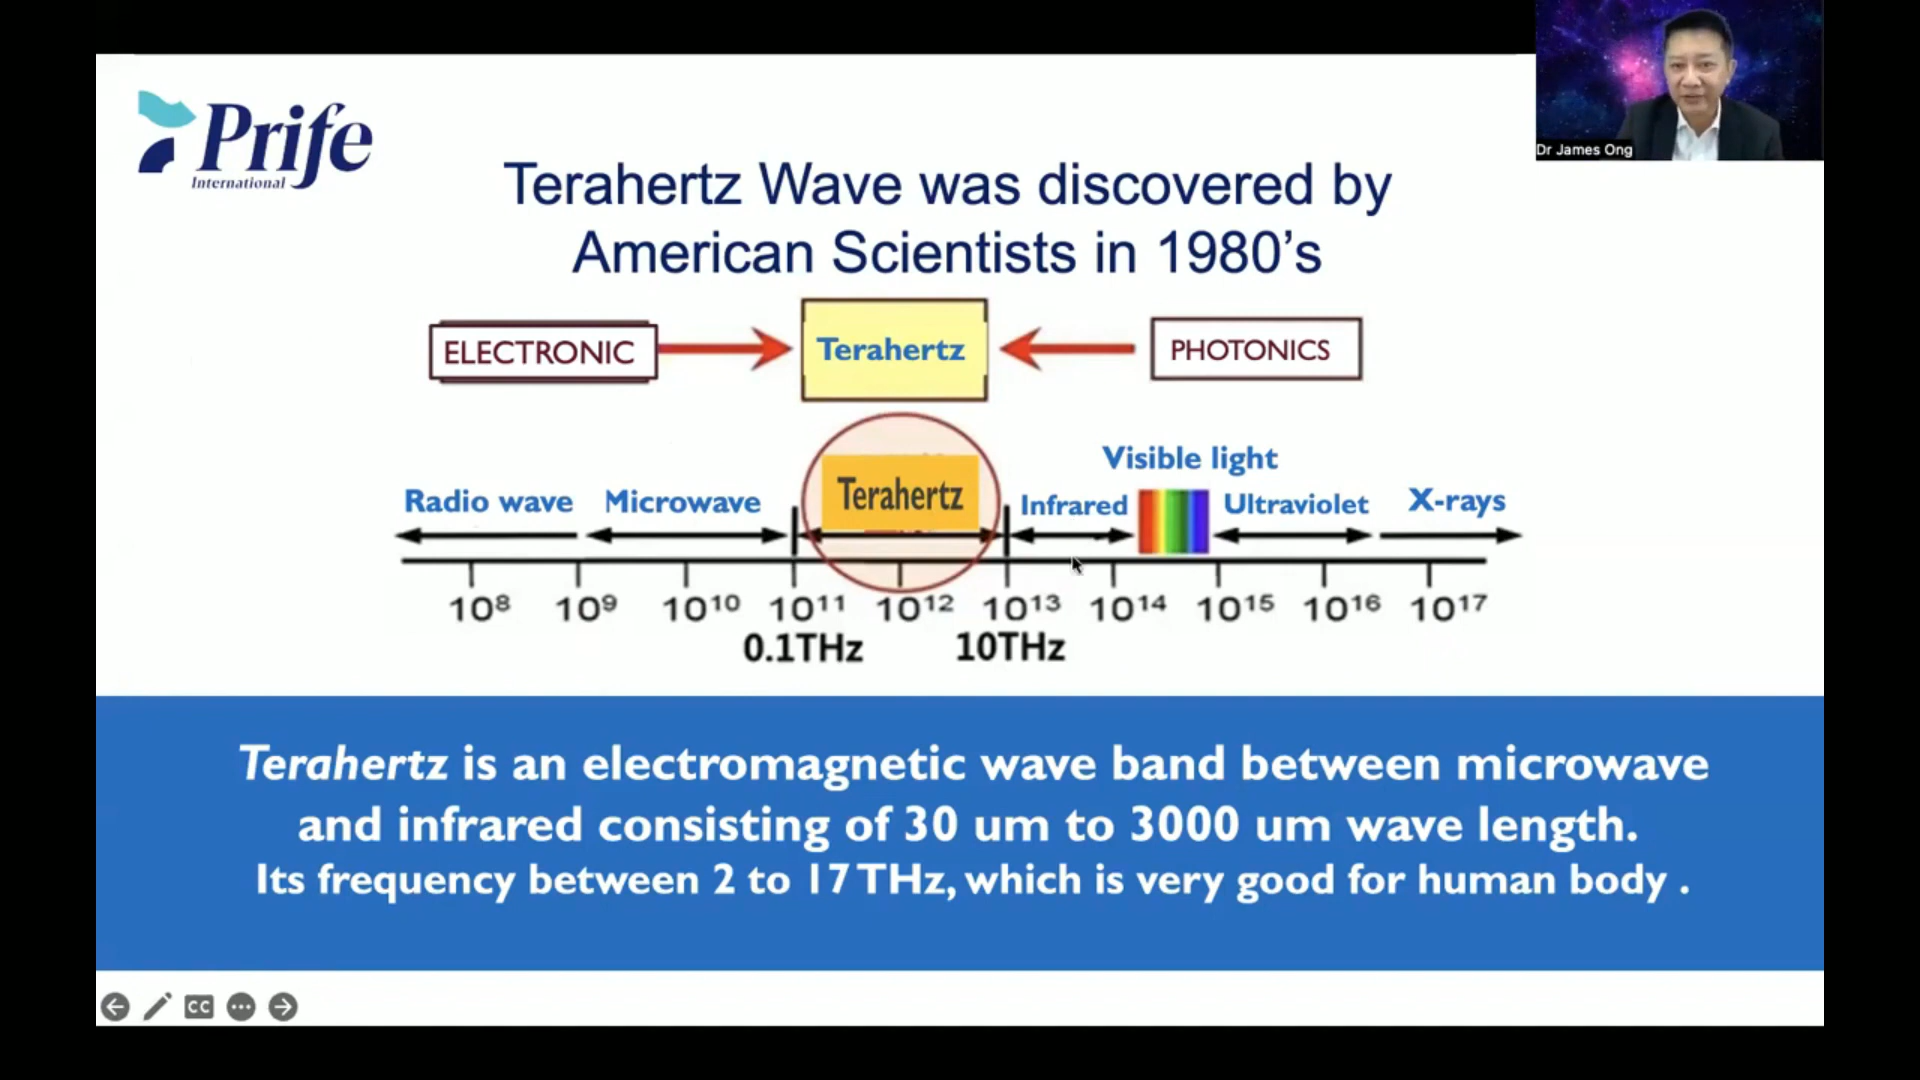 Prife
International
Dr James Ong
Terahertz Wave was discovered by
American Scientists in 1980’s
ELECTRONIC
Terahertz
PHOTONICS
Visible light
Radio wave
Microwave
Terahertz
Infrared
Ultraviolet
X-rays
10⁸ 10⁹ 10¹⁰ 10¹¹ 10¹² 10¹³ 10¹⁴ 10¹⁵ 10¹⁶ 10¹⁷
0.1THz 10THz
Terahertz is an electromagnetic wave band between microwave
and infrared consisting of 30 um to 3000 um wave length.
Its frequency between 2 to 17 THz, which is very good for human body .
CC